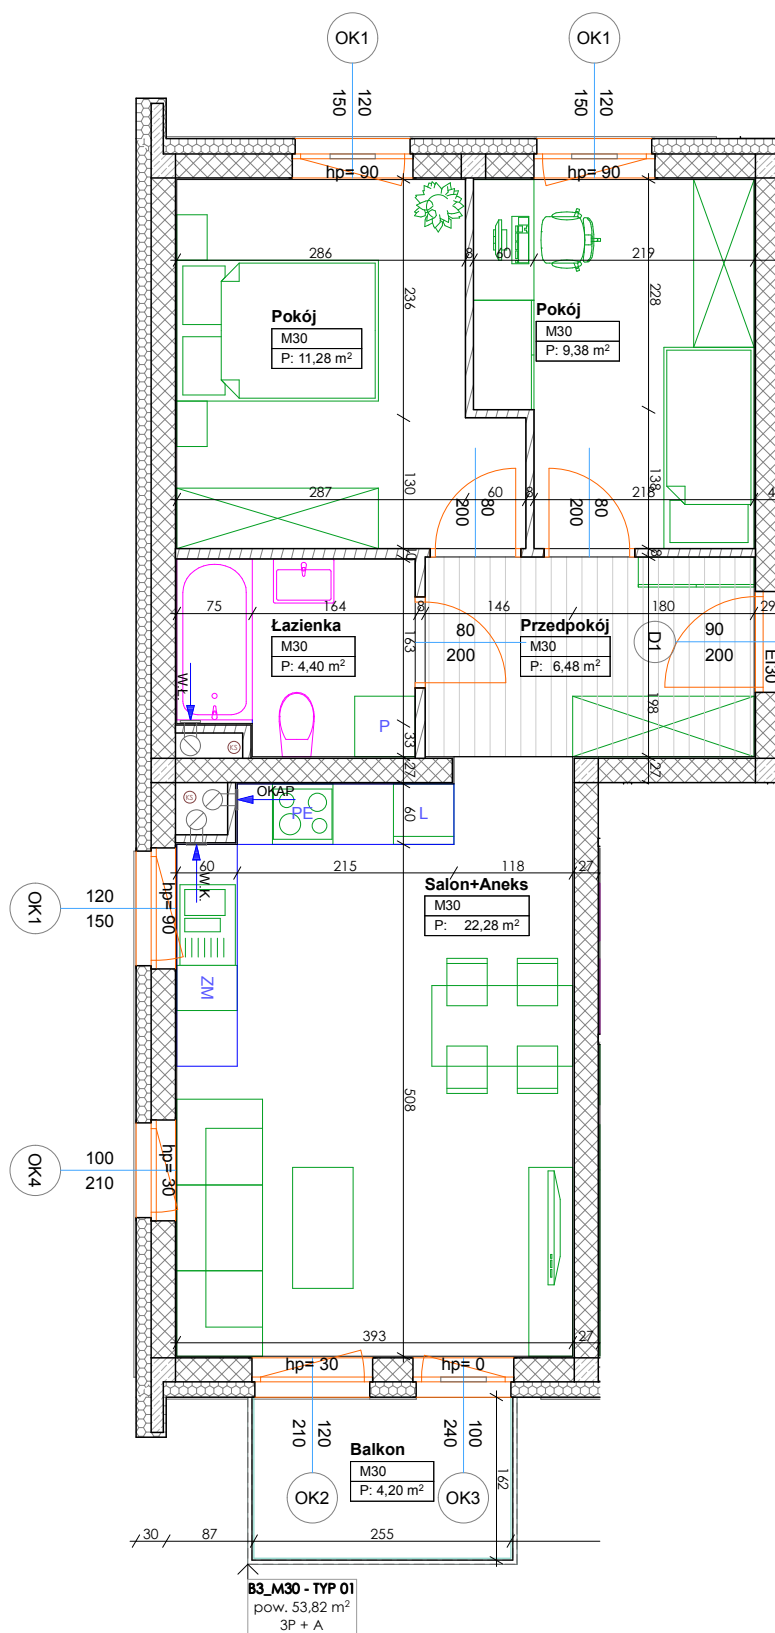 OK1
OK1
120
150
120
150
hp= 90
hp= 90
286
8
60
219
236
228
Pokój
M30
P: 11,28 m²
Pokój
M30
P: 9,38 m²
287
130
60
8
218
138
4
80
200
80
200
10
8
75
164
8
146
180
29
Łazienka
M30
P: 4,40 m²
163
80
200
Przedpokój
M30
P: 6,48 m²
D1
90
200
EI30
W.K.
P
KS
33
198
27
27
KS
OKAP
PE
L
60
60
215
118
27
W.K.
OK1
120
150
hp= 90
Salon+Aneks
M30
P: 22,28 m²
ZM
508
OK4
100
210
hp= 30
393
27
hp= 30
hp= 0
120
210
100
240
Balkon
M30
P: 4,20 m²
162
OK2
OK3
30
87
255
B3_M30 - TYP 01
pow. 53,82 m²
3P + A